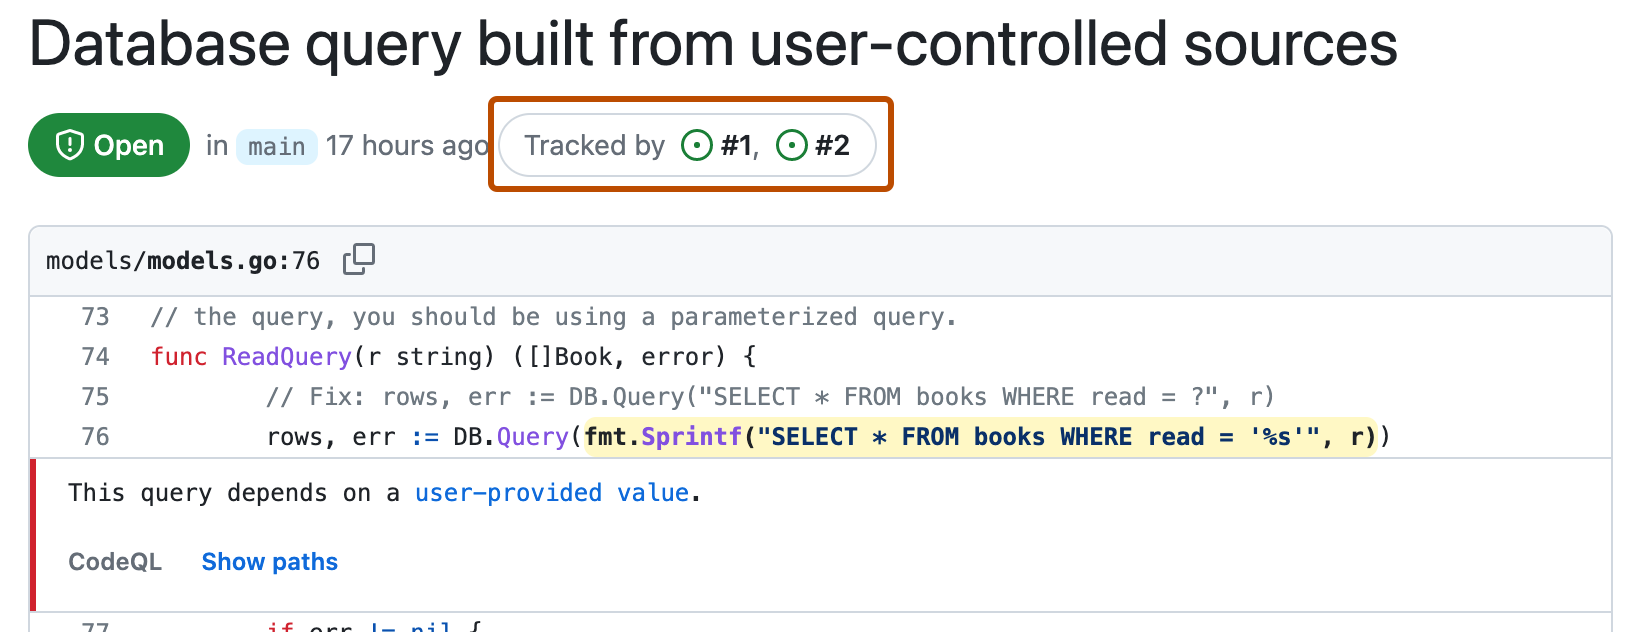 Database query built from user-controlled sources
Open in main 17 hours ago Tracked by #1, #2
models/models.go:76
73 // the query, you should be using a parameterized query.
74 func ReadQuery(r string) ([]Book, error) {
75 // Fix: rows, err := DB.Query("SELECT * FROM books WHERE read = ?", r)
76 rows, err := DB.Query(fmt.Sprintf("SELECT * FROM books WHERE read = '%s'", r))
This query depends on a user-provided value.
CodeQL Show paths
77 if err != nil {